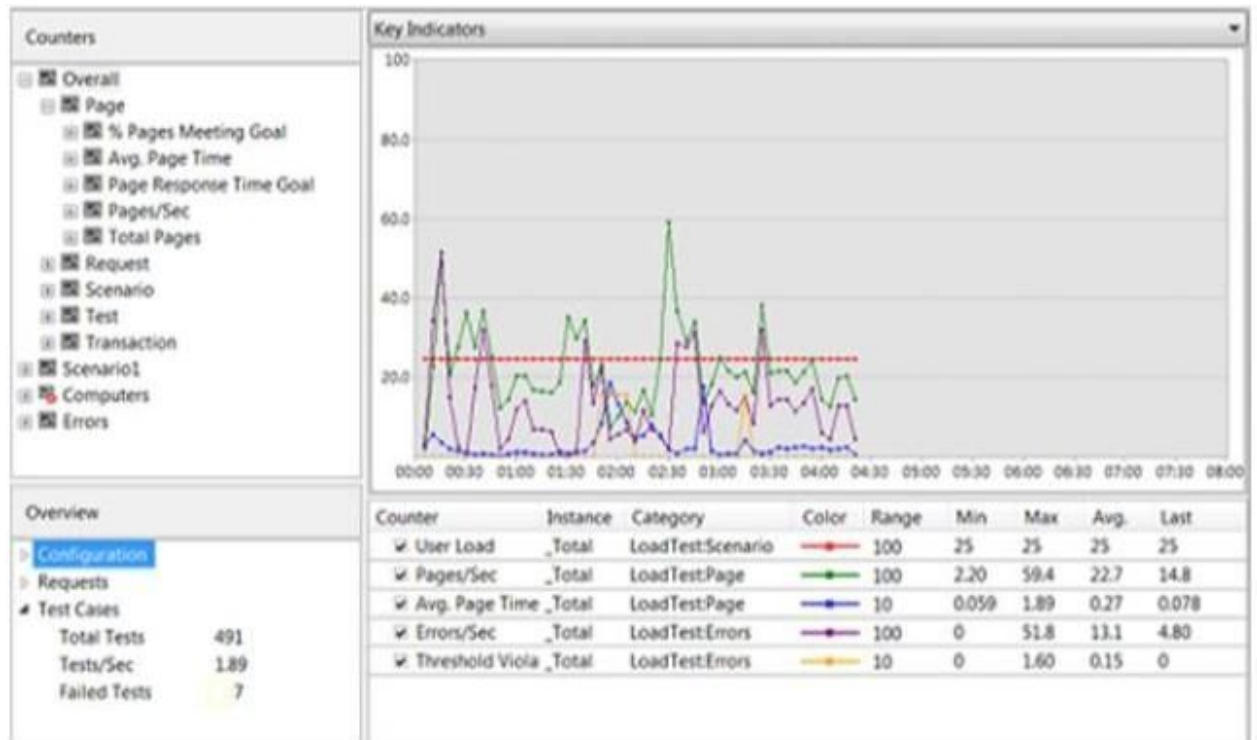 Counters
Overall
Page
% Pages Meeting Goal
Avg. Page Time
Page Response Time Goal
Pages/Sec
Total Pages
Request
Scenario
Test
Transaction
Scenario1
Computers
Errors
Overview
Configuration
Requests
Test Cases
Total Tests 491
Tests/Sec 1.89
Failed Tests 7
Key Indicators
100
80.0
60.0
40.0
20.0
00:00 00:30 01:00 01:30 02:00 02:30 03:00 03:30 04:00 04:30 05:00 05:30 06:00 06:30 07:00 07:30 08:00
Counter Instance Category Color Range Min Max Avg. Last
User Load _Total LoadTest:Scenario 100 25 25 25 25
Pages/Sec _Total LoadTest:Page 100 2.20 59.4 22.7 14.8
Avg. Page Time _Total LoadTest:Page 10 0.059 1.89 0.27 0.078
Errors/Sec _Total LoadTest:Errors 100 0 51.8 13.1 4.80
Threshold Viola _Total LoadTest:Errors 10 0 1.60 0.15 0